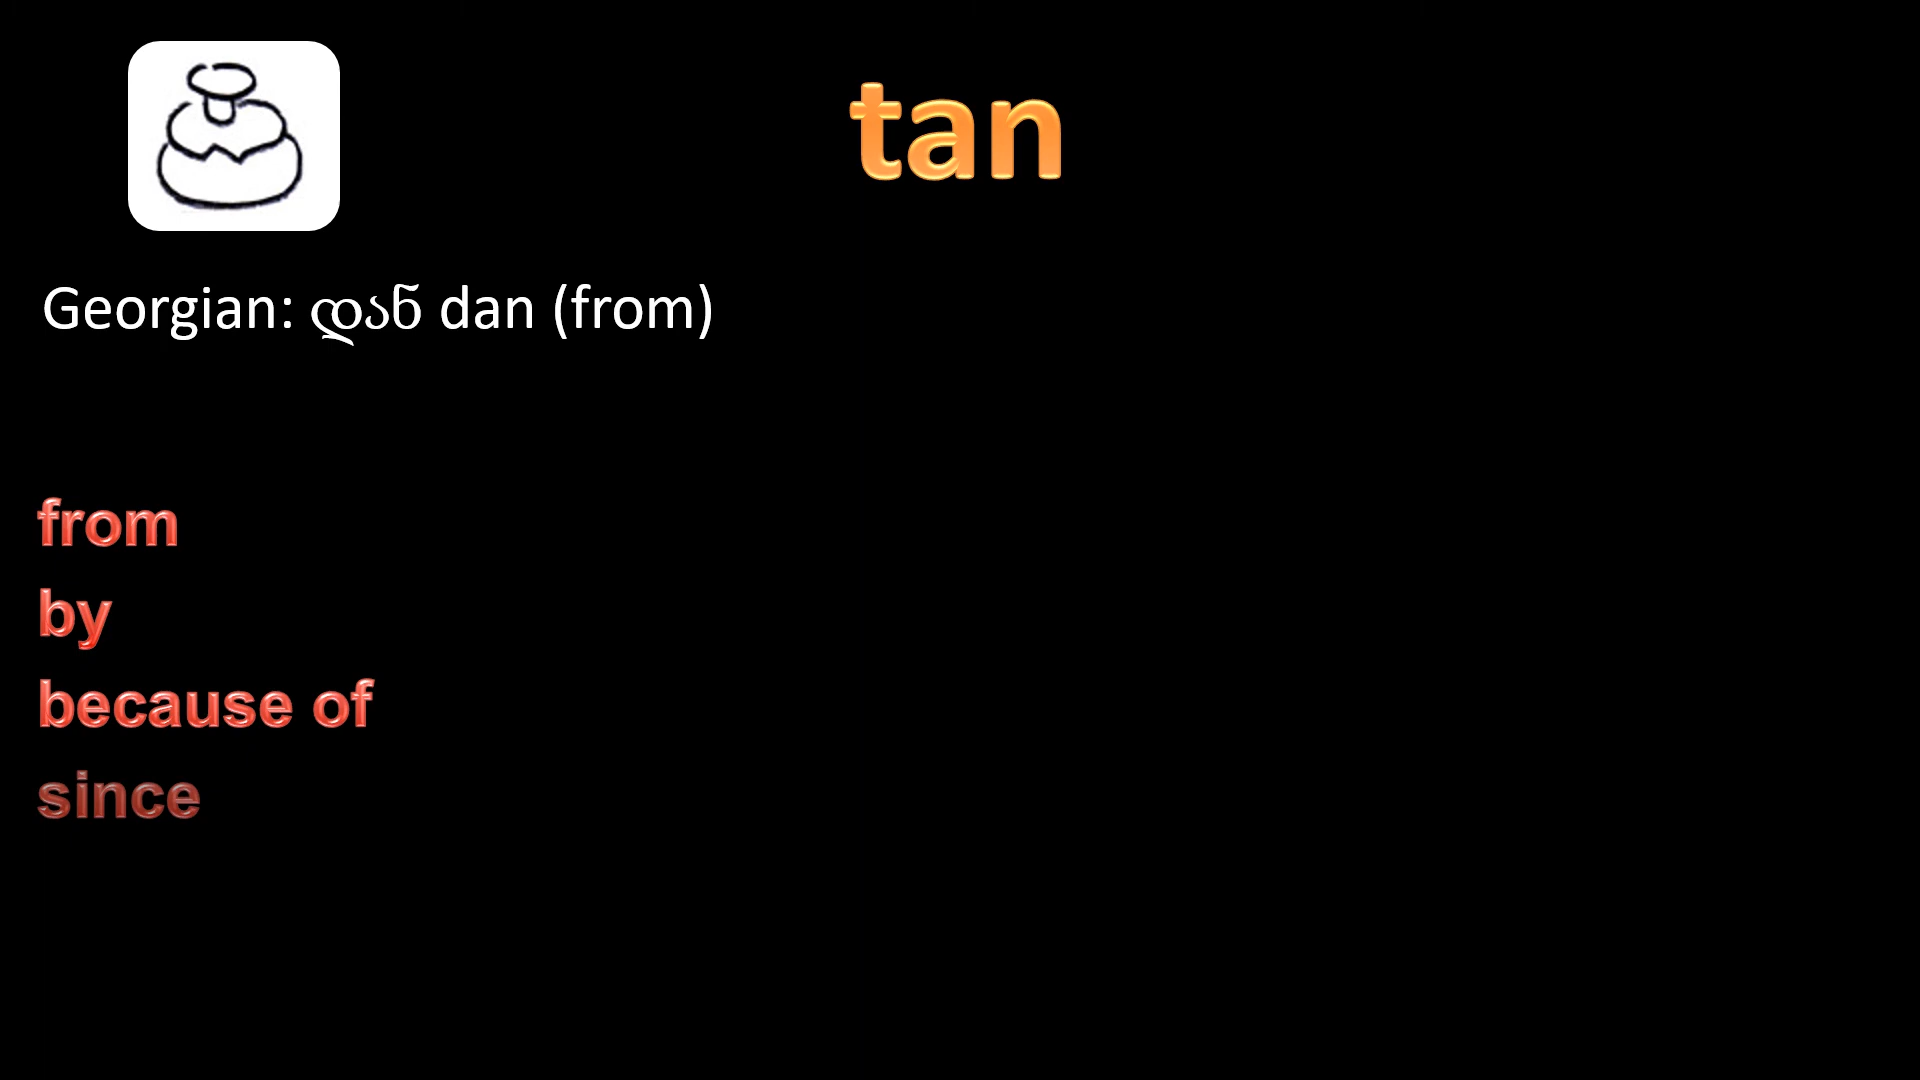 tan
Georgian: დან dan (from)
from
by
because of
since